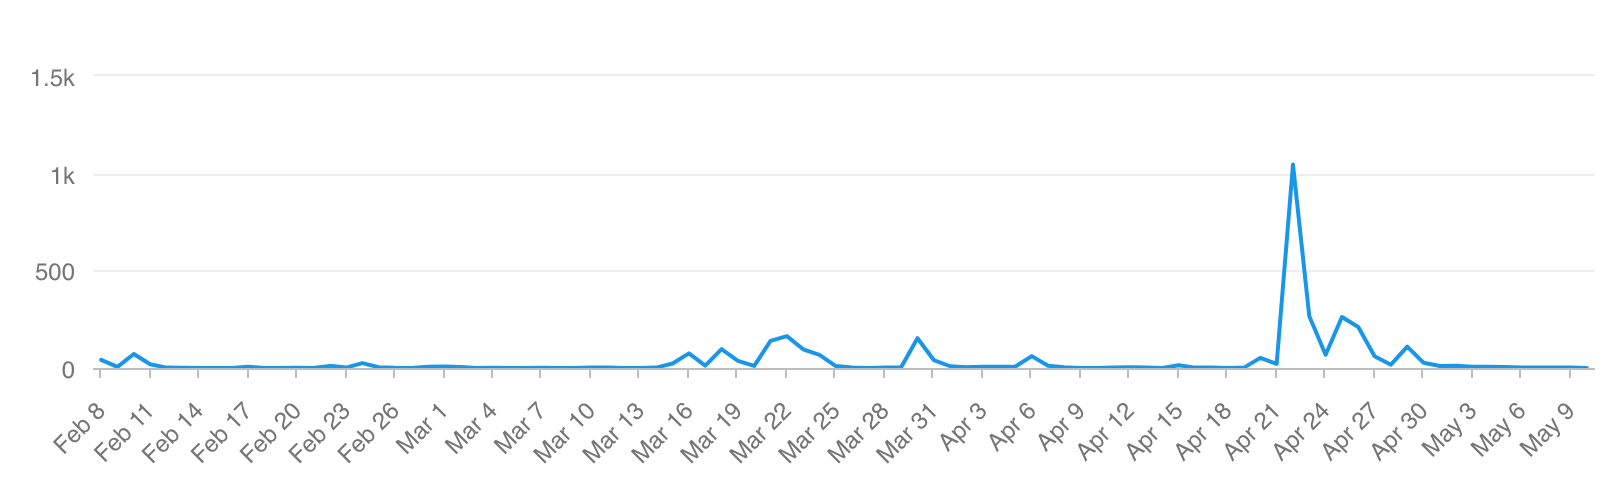 1.5k
1k
500
0
Feb 8
Feb 11
Feb 14
Feb 17
Feb 20
Feb 23
Feb 26
Mar 1
Mar 4
Mar 7
Mar 10
Mar 13
Mar 16
Mar 19
Mar 22
Mar 25
Mar 28
Mar 31
Apr 3
Apr 6
Apr 9
Apr 12
Apr 15
Apr 18
Apr 21
Apr 24
Apr 27
Apr 30
May 3
May 6
May 9